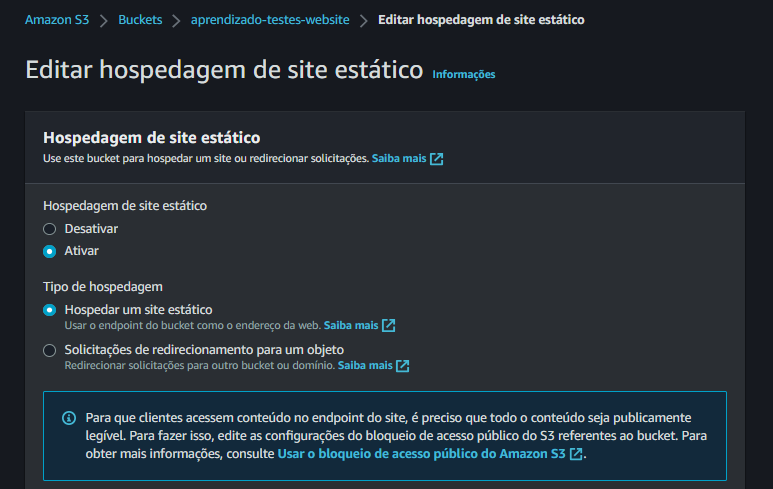 Amazon S3 > Buckets > aprendizado-testes-website > Editar hospedagem de site estático
Editar hospedagem de site estático Informações
Hospedagem de site estático
Use este bucket para hospedar um site ou redirecionar solicitações. Saiba mais
Hospedagem de site estático
Desativar
Ativar
Tipo de hospedagem
Hospedar um site estático
Usar o endpoint do bucket como o endereço da web. Saiba mais
Solicitações de redirecionamento para um objeto
Redirecionar solicitações para outro bucket ou domínio. Saiba mais
Para que clientes acessem conteúdo no endpoint do site, é preciso que todo o conteúdo seja publicamente
legível. Para fazer isso, edite as configurações do bloqueio de acesso público do S3 referentes ao bucket. Para
obter mais informações, consulte Usar o bloqueio de acesso público do Amazon S3.